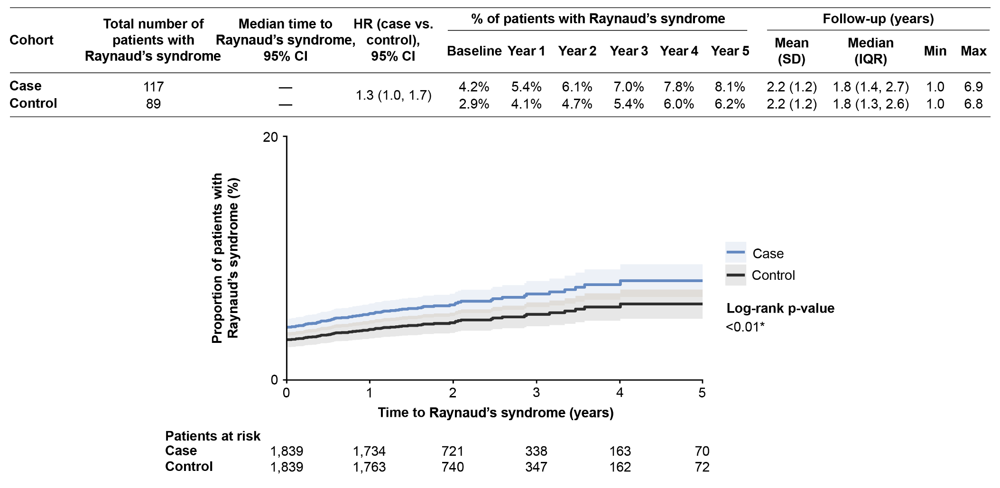 Cohort
Total number of
patients with
Raynaud’s syndrome
Median time to
Raynaud’s syndrome,
95% CI
HR (case vs.
control),
95% CI
% of patients with Raynaud’s syndrome
Baseline Year 1 Year 2 Year 3 Year 4 Year 5
Follow-up (years)
Mean
(SD)
Median
(IQR)
Min
Max
Case 117 — 4.2% 5.4% 6.1% 7.0% 7.8% 8.1% 2.2 (1.2) 1.8 (1.4, 2.7) 1.0 6.9
1.3 (1.0, 1.7)
Control 89 — 2.9% 4.1% 4.7% 5.4% 6.0% 6.2% 2.2 (1.2) 1.8 (1.3, 2.6) 1.0 6.8
20
Proportion of patients with
Raynaud’s syndrome (%)
0
0 1 2 3 4 5
Time to Raynaud’s syndrome (years)
Case
Control
Log-rank p-value
<0.01*
Patients at risk
Case 1,839 1,734 721 338 163 70
Control 1,839 1,763 740 347 162 72